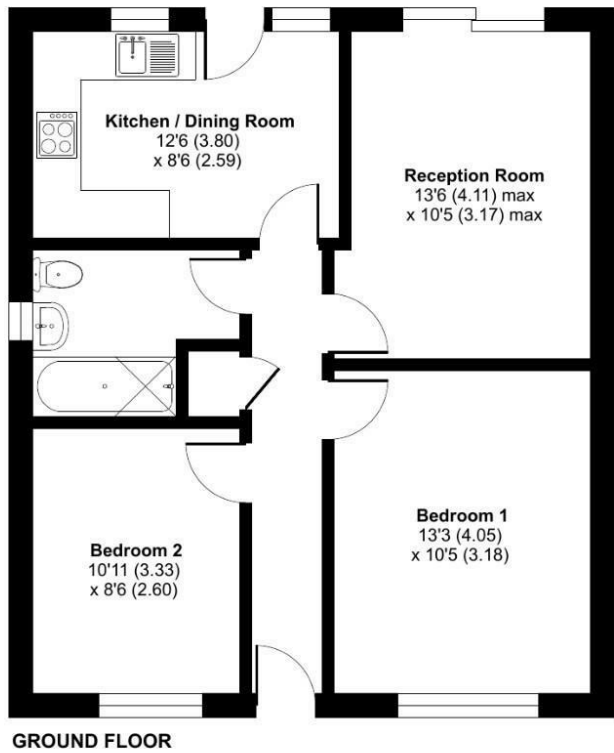 Kitchen / Dining Room
12'6 (3.80)
x 8'6 (2.59)
Reception Room
13'6 (4.11) max
x 10'5 (3.17) max
Bedroom 1
13'3 (4.05)
x 10'5 (3.18)
Bedroom 2
10'11 (3.33)
x 8'6 (2.60)
GROUND FLOOR